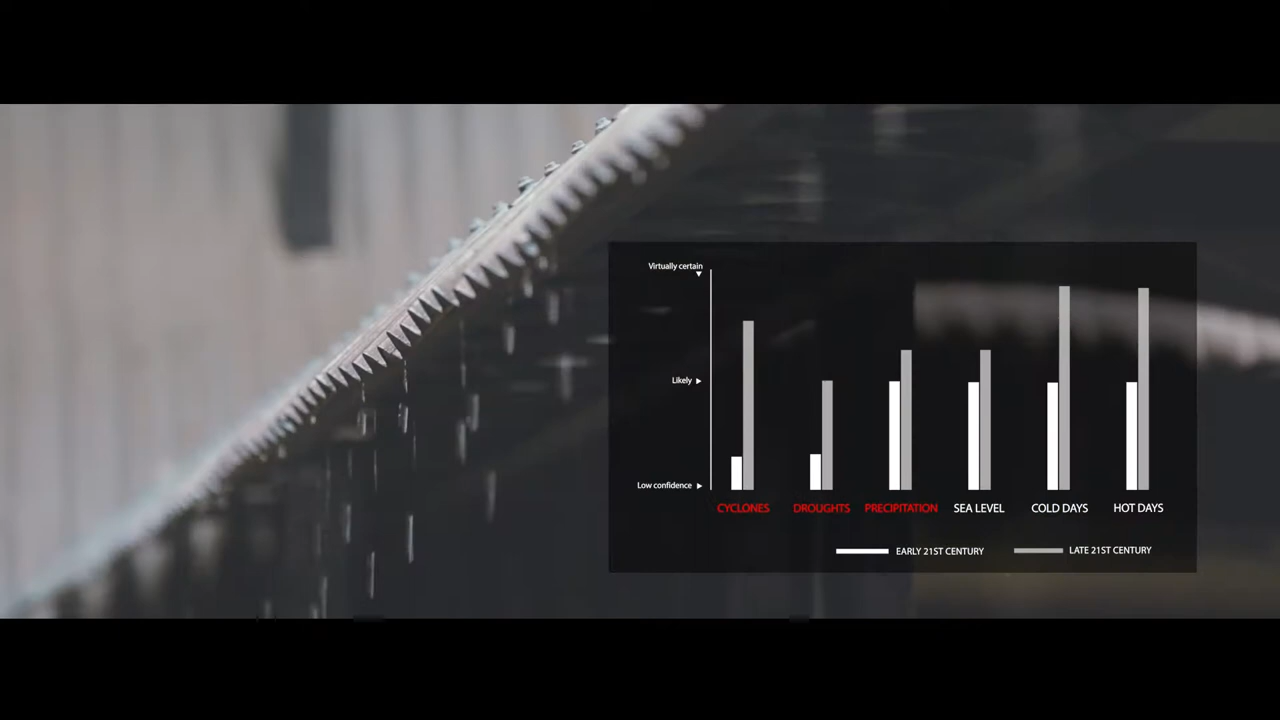 Virtually certain
Likely
Low confidence
CYCLONES DROUGHTS PRECIPITATION SEA LEVEL COLD DAYS HOT DAYS
EARLY 21ST CENTURY LATE 21ST CENTURY